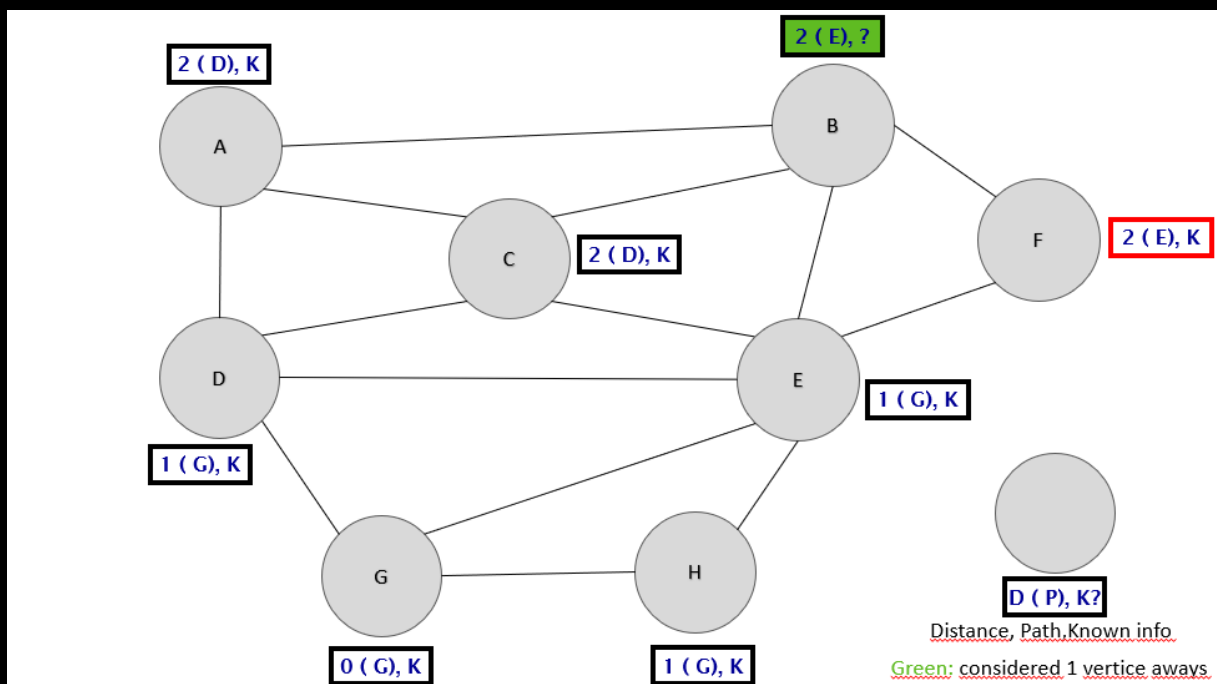 2 ( E), ?
2 ( D), K
B
A
F
2 ( E), K
C
2 ( D), K
D
E
1 ( G), K
1 ( G), K
G
H
D ( P), K?
Distance, Path,Known info
0 ( G), K
1 ( G), K
Green: considered 1 vertice aways